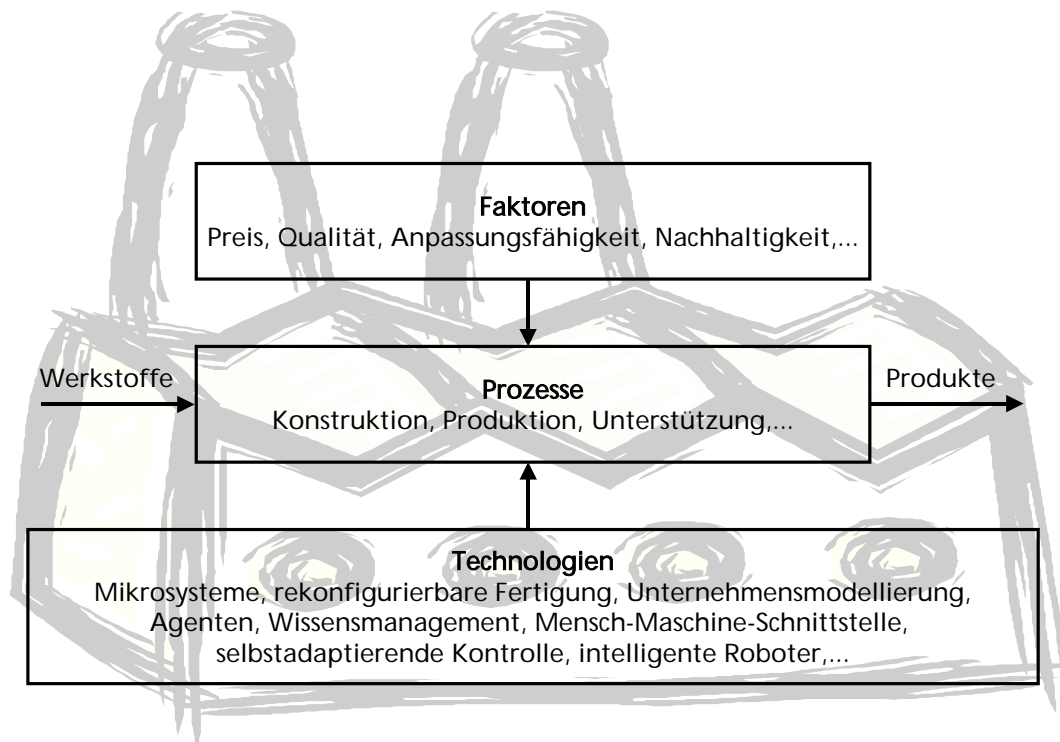 Faktoren
Preis, Qualität, Anpassungsfähigkeit, Nachhaltigkeit,...
Werkstoffe
Prozesse
Konstruktion, Produktion, Unterstützung,...
Produkte
Technologien
Mikrosysteme, rekonfigurierbare Fertigung, Unternehmensmodellierung,
Agenten, Wissensmanagement, Mensch-Maschine-Schnittstelle,
selbstadaptierende Kontrolle, intelligente Roboter,...